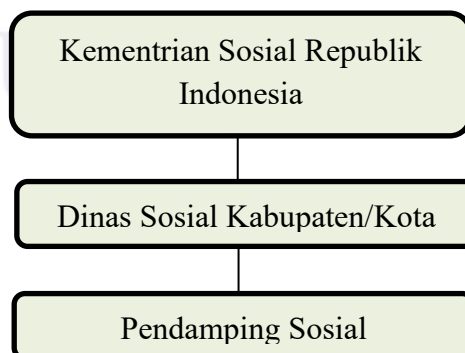 Kementrian Sosial Republik
Indonesia
Dinas Sosial Kabupaten/Kota
Pendamping Sosial